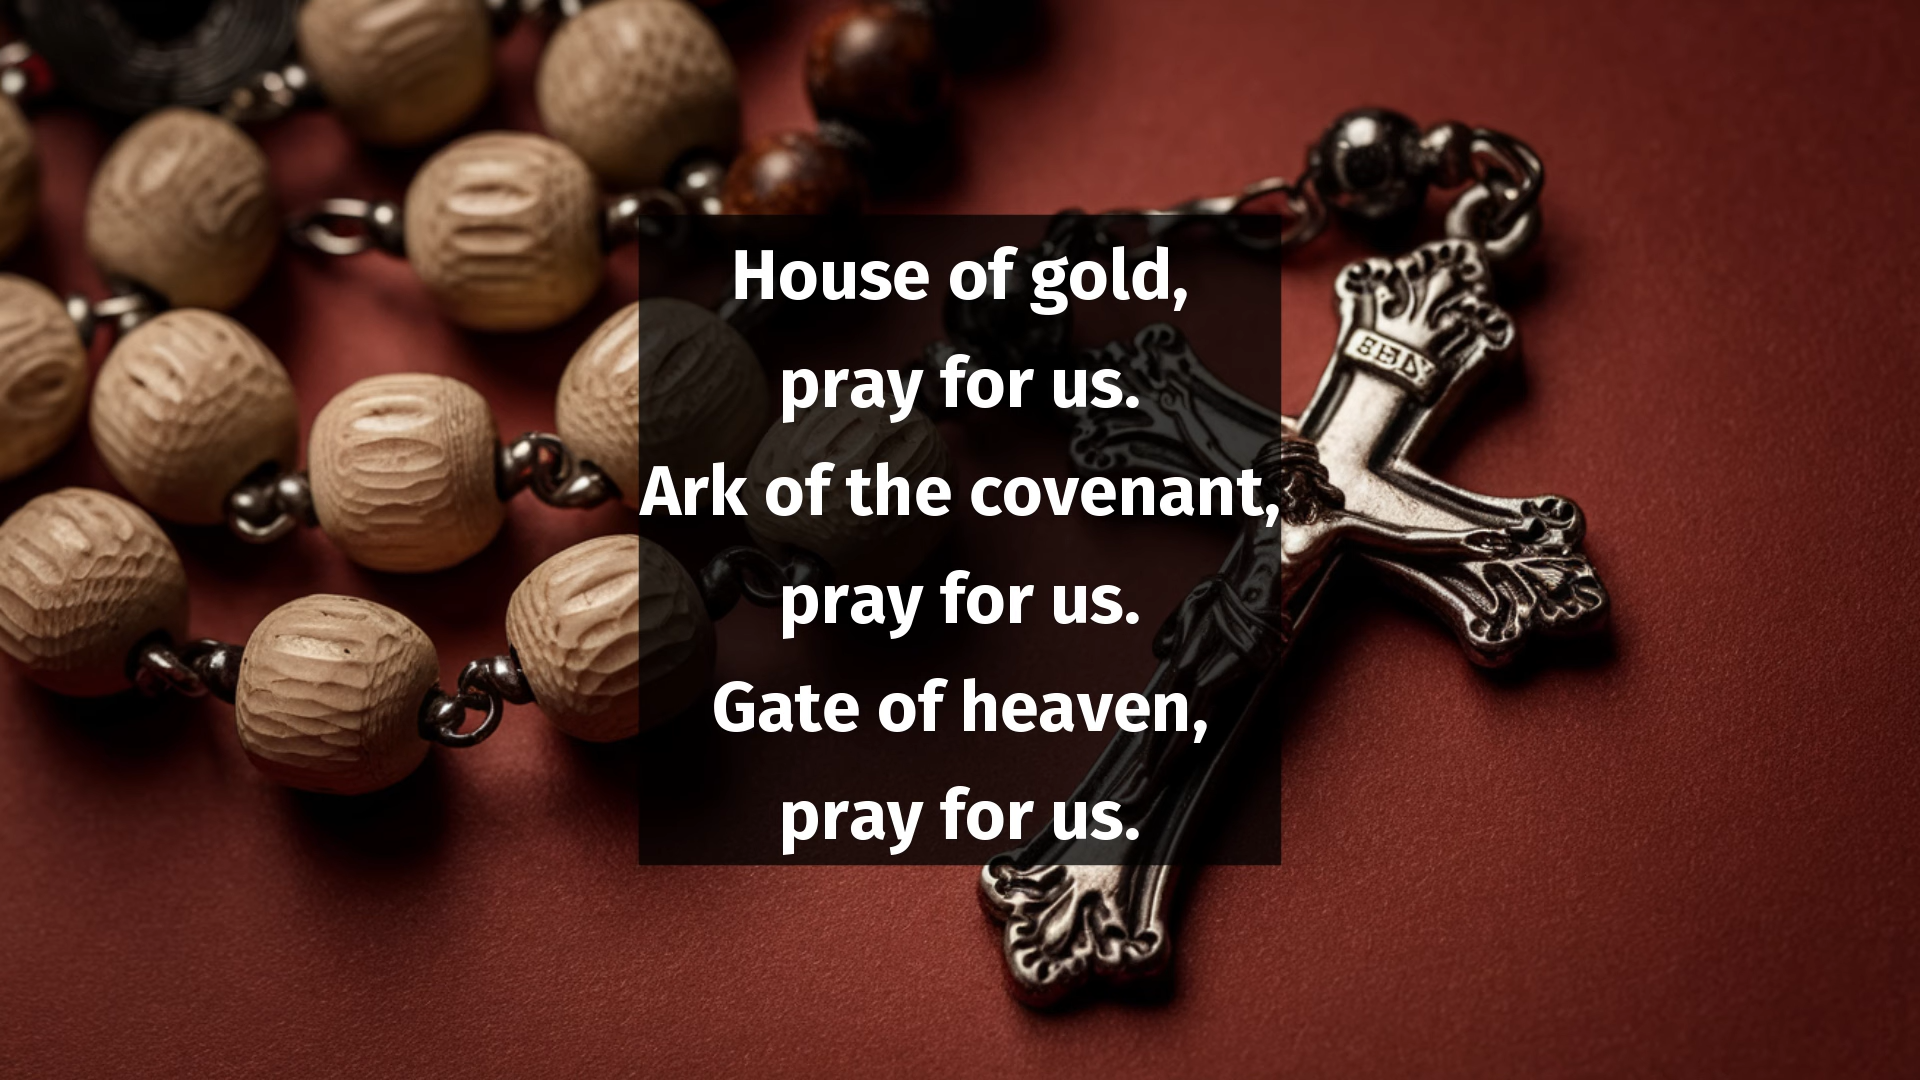 House of gold,
pray for us.
Ark of the covenant,
pray for us.
Gate of heaven,
pray for us.